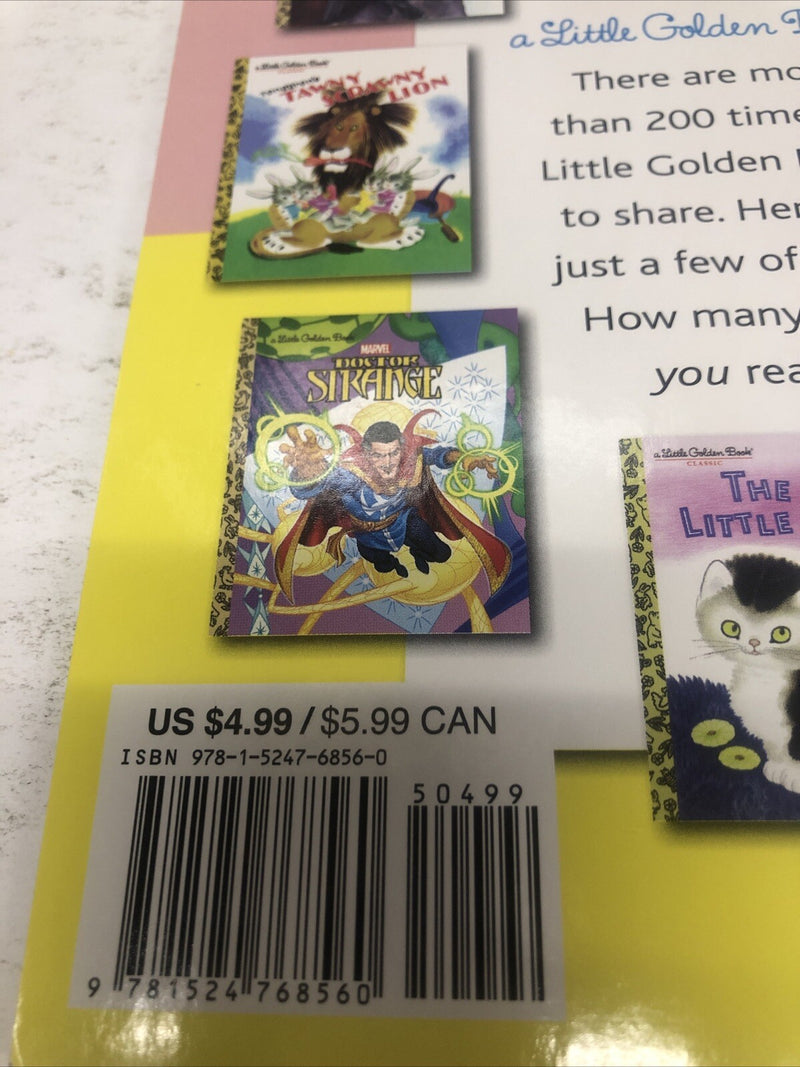 a Little Golden
There are mo
than 200 time
Little Golden
to share. Her
just a few of
How many
you rea
a Little Golden Book
TAWNY
SCRAWNY
LION
a Little Golden Book
MARVEL
DOCTOR
STRANGE
a Little Golden Book
CLASSIC
THE
LITTLE
US $4.99 / $5.99 CAN
ISBN 978-1-5247-6856-0
50499
9 781524 768560